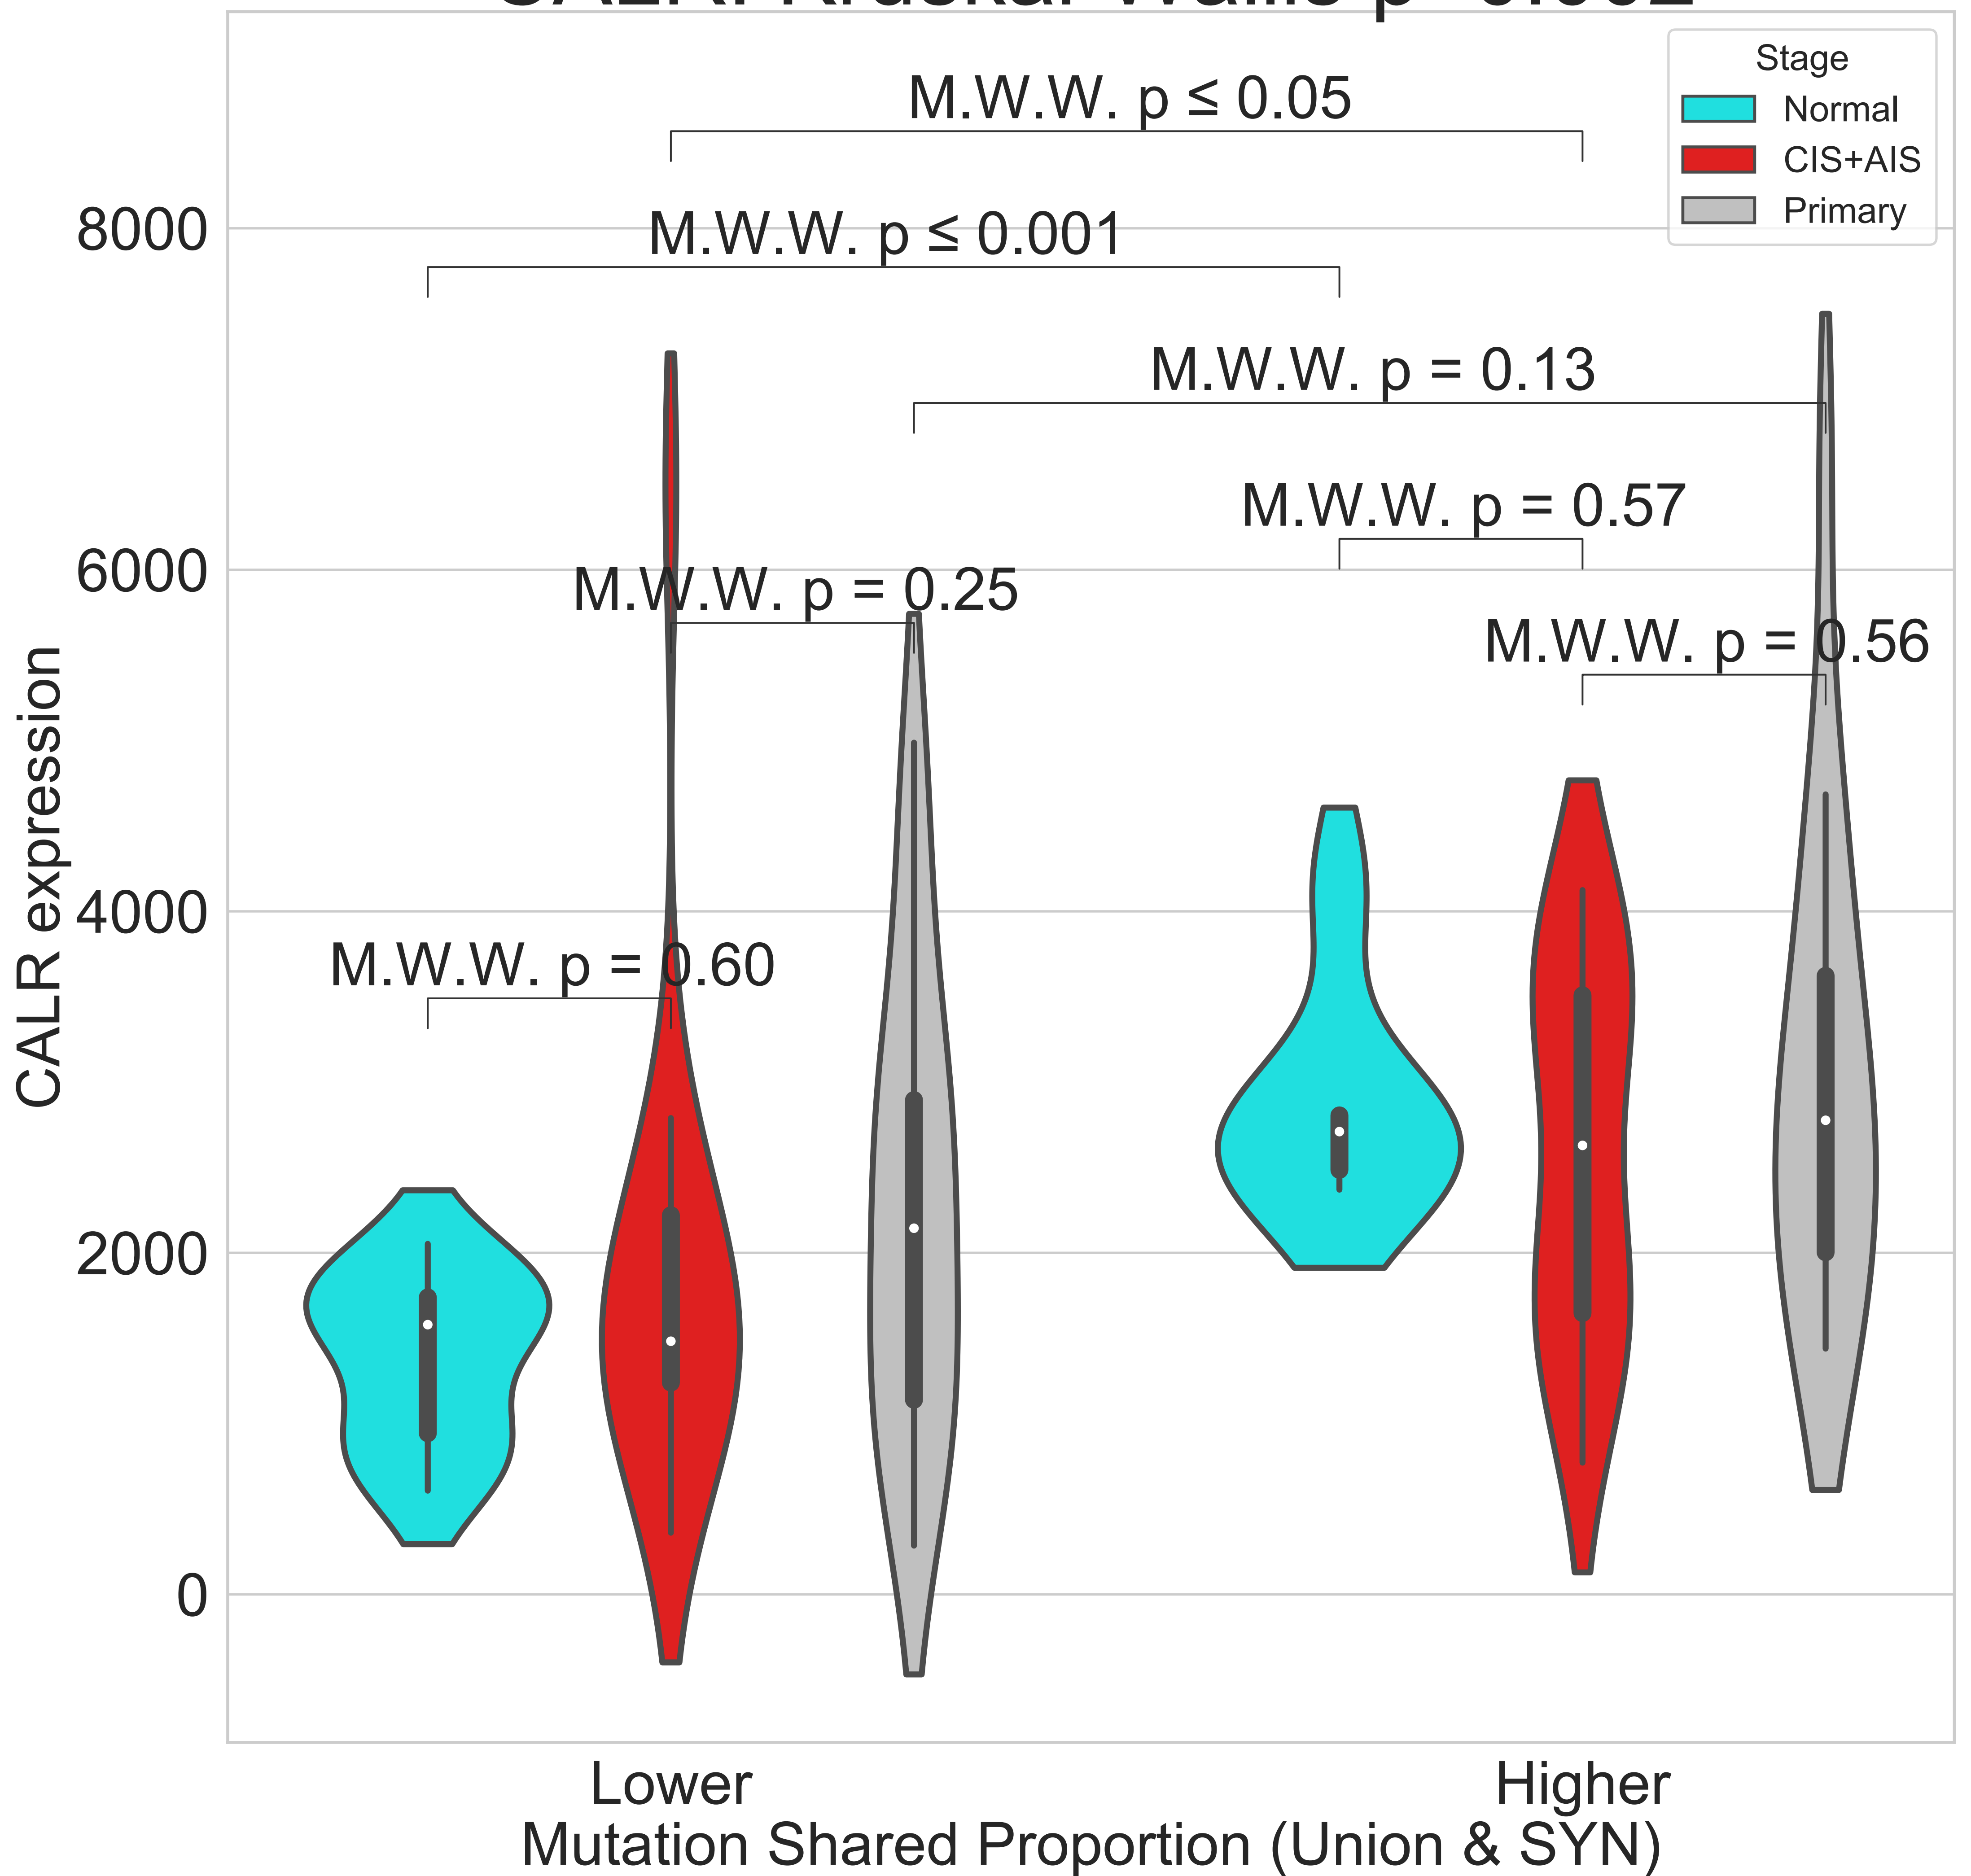 Stage
Normal
CIS+AIS
Primary
M.W.W. p ≤ 0.05
M.W.W. p ≤ 0.001
M.W.W. p = 0.13
M.W.W. p = 0.57
M.W.W. p = 0.25
M.W.W. p = 0.56
M.W.W. p = 0.60
8000
6000
4000
2000
0
CALR expression
Lower
Higher
Mutation Shared Proportion (Union & SYN)